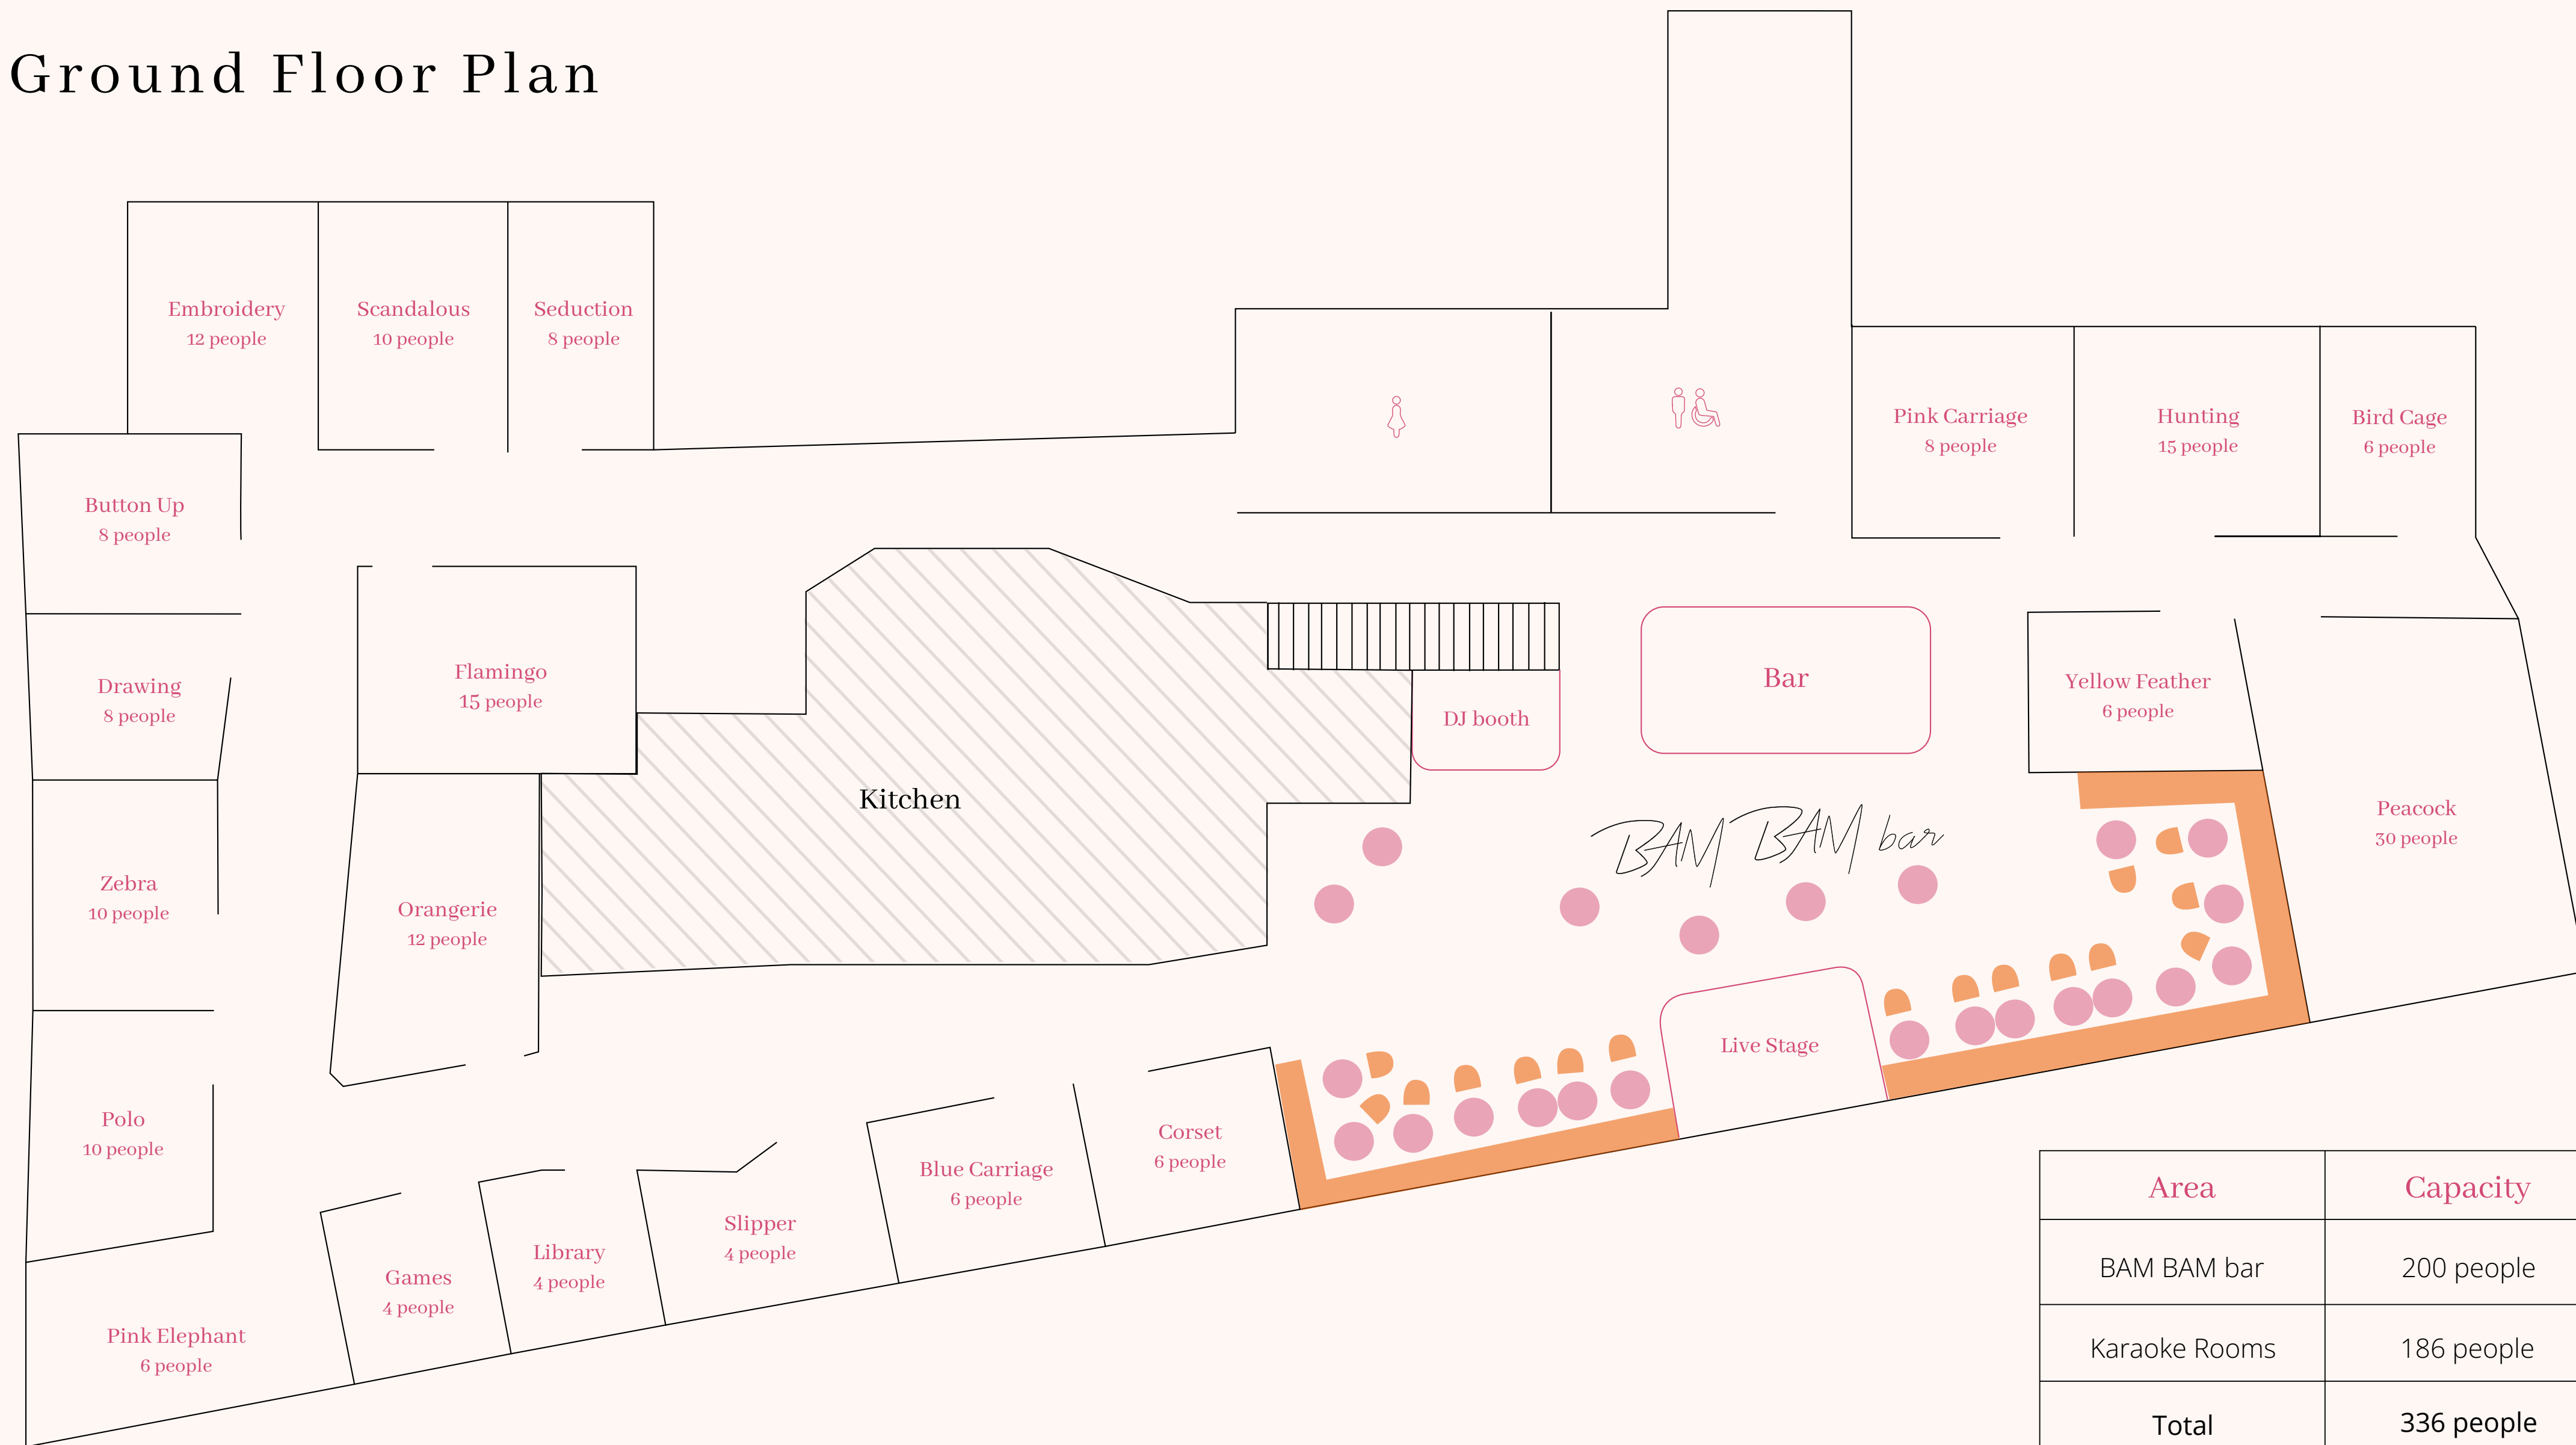 Ground Floor Plan
Embroidery
12 people
Scandalous
10 people
Seduction
8 people
Pink Carriage
8 people
Hunting
15 people
Bird Cage
6 people
Button Up
8 people
Drawing
8 people
Flamingo
15 people
Zebra
10 people
Orangerie
12 people
Kitchen
DJ booth
Bar
Yellow Feather
6 people
BAM BAM bar
Peacock
30 people
Live Stage
Polo
10 people
Pink Elephant
6 people
Games
4 people
Library
4 people
Slipper
4 people
Blue Carriage
6 people
Corset
6 people
Area Capacity
BAM BAM bar 200 people
Karaoke Rooms 186 people
Total 336 people